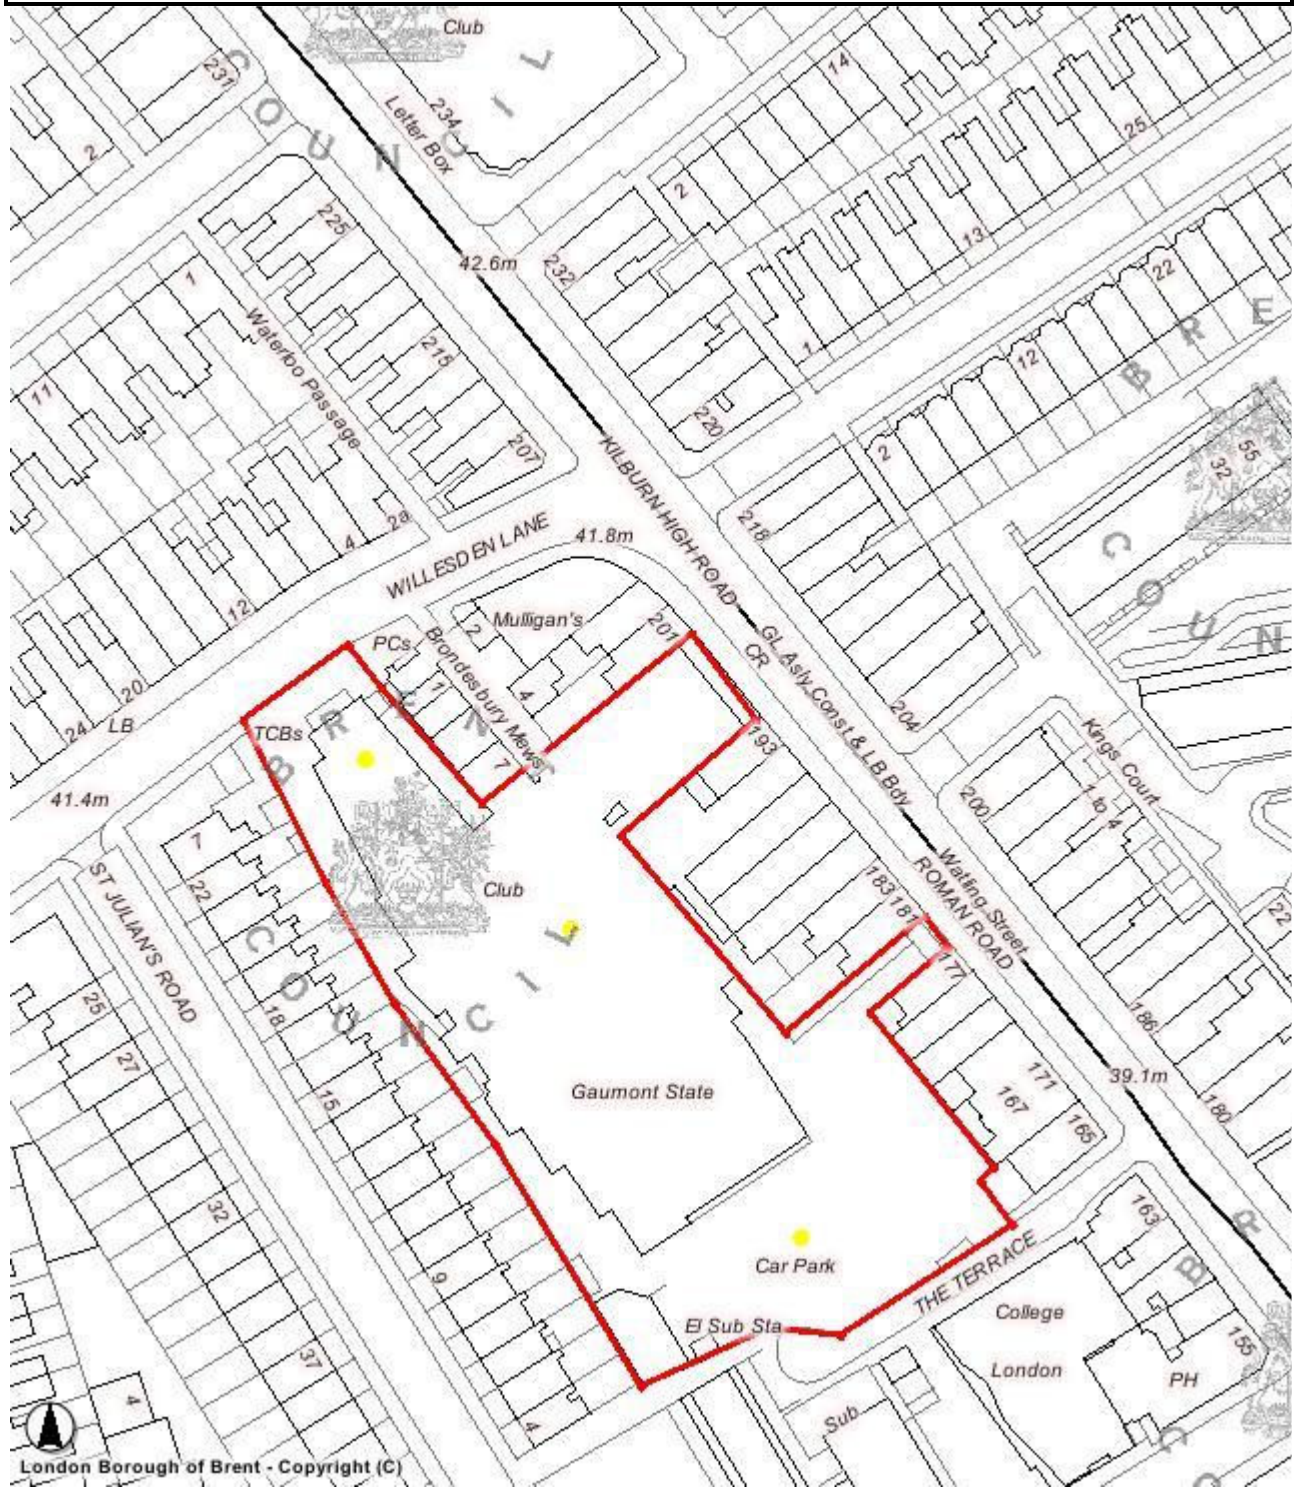 Club
231
234
Letter Box
14
25
2
2
225
42.6m
232
13
22
1
1
12
Waterloo Passage
215
11
220
207
KILBURN HIGH ROAD
2
32
55
218
4
2a
WILLESDEN LANE
41.8m
12
2
Mulligan's
201
PCs
Brondesbury Mews
1
4
7
20
24
LB
TCBs
CR
GL Asly Const & LB Bdy
204
193
Kings Court
1 to 4
200
41.4m
7
ST JULIAN'S ROAD
22
Club
183
181
177
Watling Street
ROMAN ROAD
22
25
18
186
27
15
Gaumont State
171
167
165
39.1m
180
32
163
9
Car Park
THE TERRACE
El Sub Sta
College
London
155
37
PH
4
4
Sub
BRENT
COUNCIL
London Borough of Brent - Copyright (C)